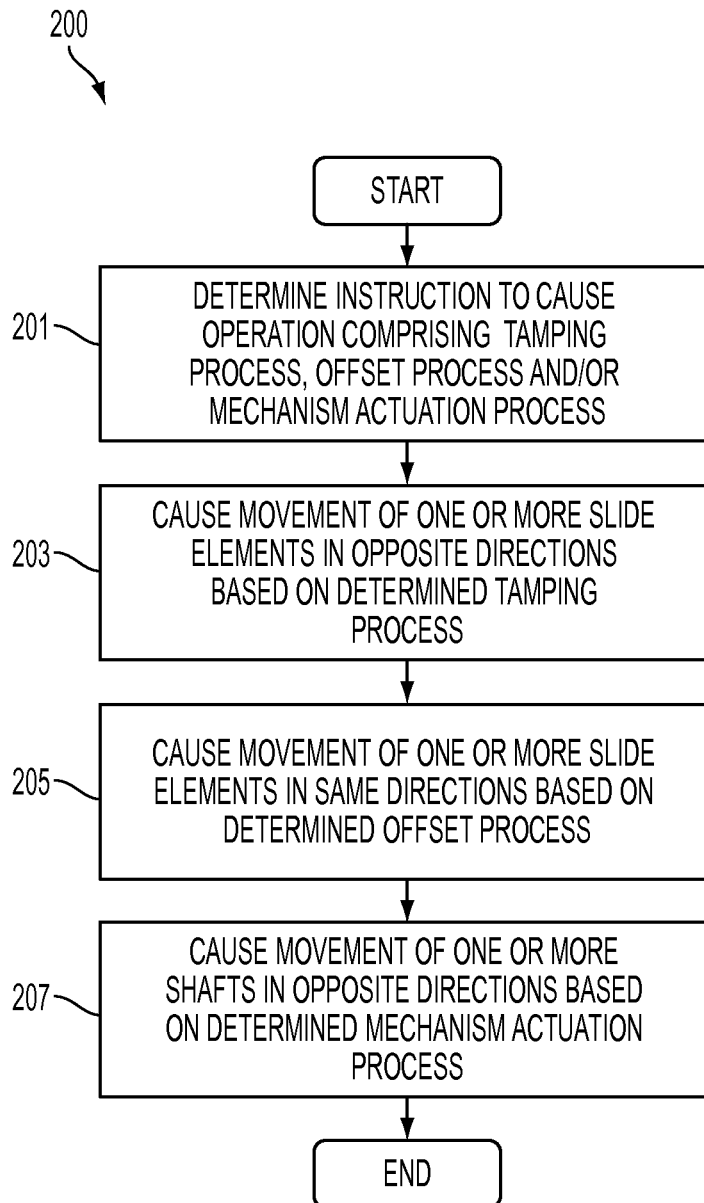 200
START
201
DETERMINE INSTRUCTION TO CAUSE
OPERATION COMPRISING TAMPING
PROCESS, OFFSET PROCESS AND/OR
MECHANISM ACTUATION PROCESS
203
CAUSE MOVEMENT OF ONE OR MORE SLIDE
ELEMENTS IN OPPOSITE DIRECTIONS
BASED ON DETERMINED TAMPING
PROCESS
205
CAUSE MOVEMENT OF ONE OR MORE SLIDE
ELEMENTS IN SAME DIRECTIONS BASED ON
DETERMINED OFFSET PROCESS
207
CAUSE MOVEMENT OF ONE OR MORE
SHAFTS IN OPPOSITE DIRECTIONS BASED
ON DETERMINED MECHANISM ACTUATION
PROCESS
END